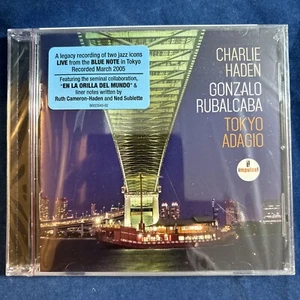 A legacy recording of two jazz icons
LIVE from the BLUE NOTE in Tokyo
Recorded March 2005
Featuring the seminal collaboration,
"EN LA ORILLA DEL MUNDO" &
liner notes written by
Ruth Cameron-Haden and Ned Sublette
CHARLIE
HADEN
GONZALO
RUBALCABA
TOKYO
ADAGIO
impulse!